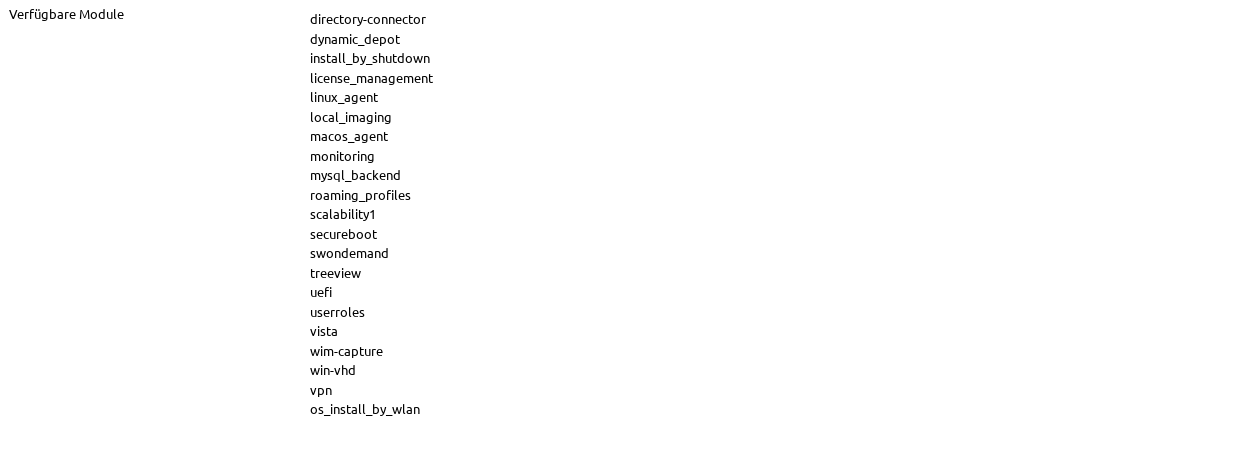 Verfügbare Module
directory-connector
dynamic_depot
install_by_shutdown
license_management
linux_agent
local_imaging
macos_agent
monitoring
mysql_backend
roaming_profiles
scalability1
secureboot
swondemand
treeview
uefi
userroles
vista
wim-capture
win-vhd
vpn
os_install_by_wlan